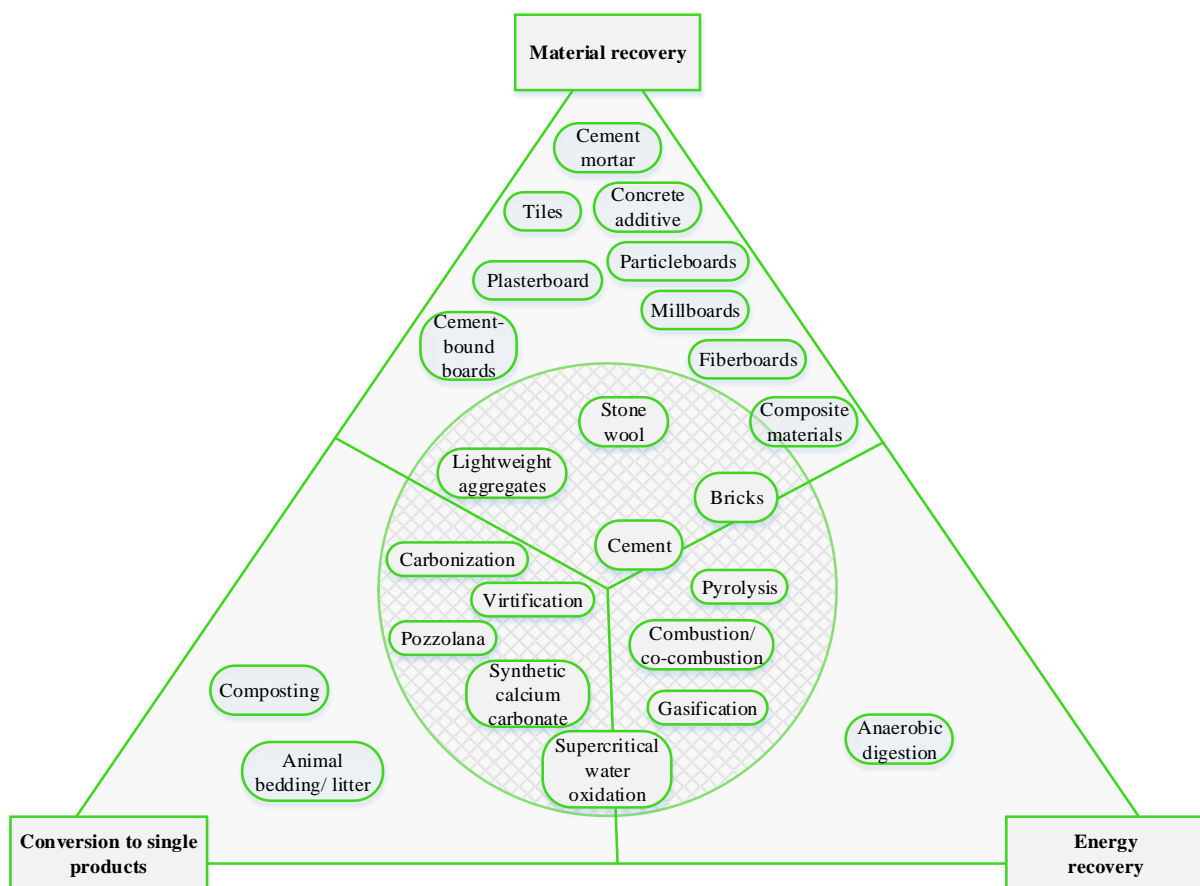 Material recovery
Cement
mortar
Tiles
Concrete
additive
Particleboards
Plasterboard
Millboards
Cement-
bound
boards
Fiberboards
Stone
wool
Composite
materials
Lightweight
aggregates
Bricks
Cement
Carbonization
Pyrolysis
Virtification
Pozzolana
Combustion/
co-combustion
Synthetic
calcium
carbonate
Composting
Gasification
Supercritical
water
oxidation
Anaerobic
digestion
Animal
bedding/ litter
Conversion to single
products
Energy
recovery